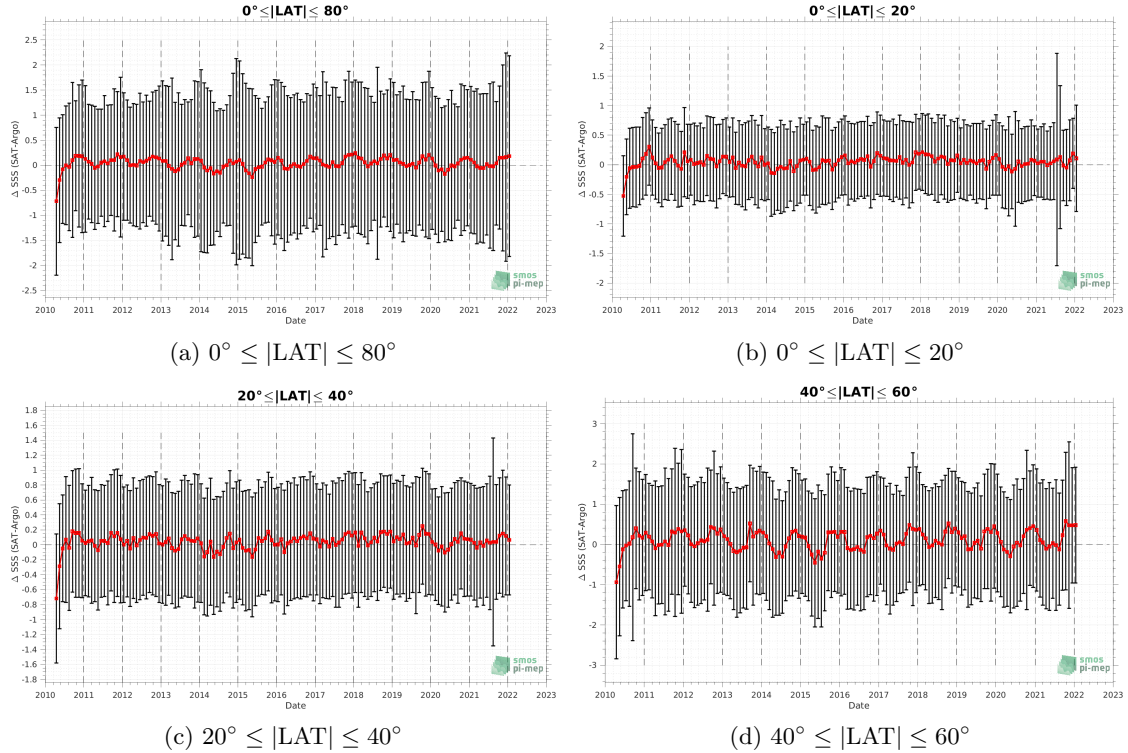 0°≤|LAT|≤ 80°
2.5
2
1.5
1
0.5
0
-0.5
-1
-1.5
-2
-2.5
Δ SSS (SAT-Argo)
2010 2011 2012 2013 2014 2015 2016 2017 2018 2019 2020 2021 2022 2023
Date
smos
pi-mep
(a) 0° ≤ |LAT| ≤ 80°
0°≤|LAT|≤ 20°
2
1.5
1
0.5
0
-0.5
-1
-1.5
-2
Δ SSS (SAT-Argo)
2010 2011 2012 2013 2014 2015 2016 2017 2018 2019 2020 2021 2022 2023
Date
smos
pi-mep
(b) 0° ≤ |LAT| ≤ 20°
20°≤|LAT|≤ 40°
1.8
1.6
1.4
1.2
1
0.8
0.6
0.4
0.2
0
-0.2
-0.4
-0.6
-0.8
-1
-1.2
-1.4
-1.6
-1.8
Δ SSS (SAT-Argo)
2010 2011 2012 2013 2014 2015 2016 2017 2018 2019 2020 2021 2022 2023
Date
smos
pi-mep
(c) 20° ≤ |LAT| ≤ 40°
40°≤|LAT|≤ 60°
3
2
1
0
-1
-2
-3
Δ SSS (SAT-Argo)
2010 2011 2012 2013 2014 2015 2016 2017 2018 2019 2020 2021 2022 2023
Date
smos
pi-mep
(d) 40° ≤ |LAT| ≤ 60°